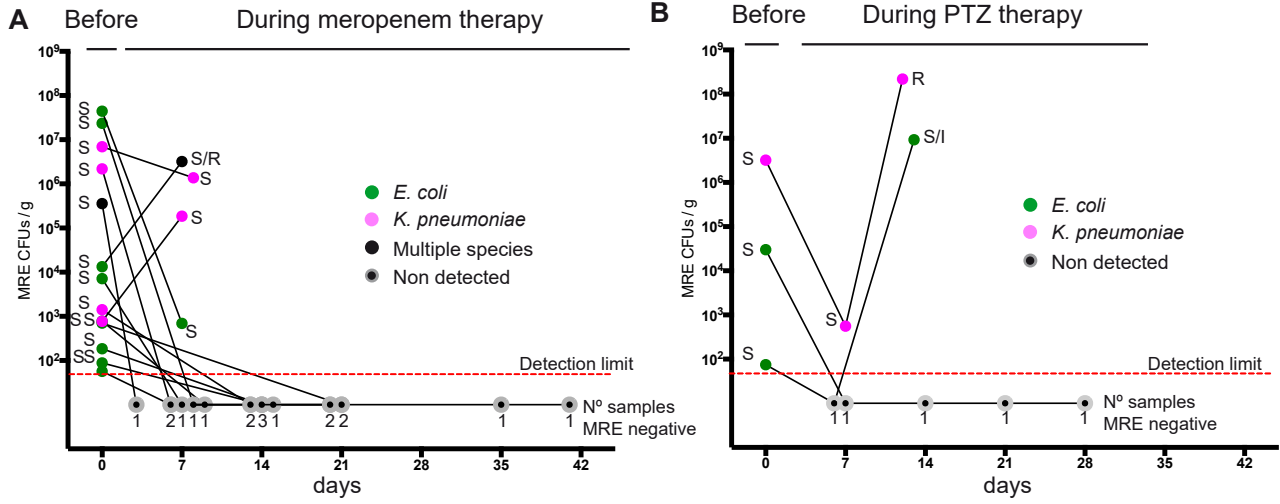 A
Before
During meropenem therapy
MRE CFUs / g
10⁹
10⁸
10⁷
10⁶
10⁵
10⁴
10³
10²
S
S
S
S
S
S
S
S
S S
S
SS
S/R
S
S
S
E. coli
K. pneumoniae
Multiple species
Non detected
Detection limit
Nº samples
MRE negative
1 2 1 1 1 2 3 1 2 2 1 1
0 7 14 21 28 35 42
days
B
Before
During PTZ therapy
MRE CFUs / g
10⁹
10⁸
10⁷
10⁶
10⁵
10⁴
10³
10²
S
S
S
S
R
S/I
E. coli
K. pneumoniae
Non detected
Detection limit
Nº samples
MRE negative
1 1 1 1 1
0 7 14 21 28 35 42
days